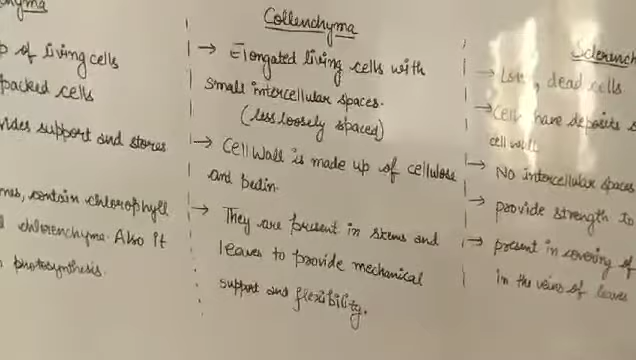 Collenchyma
→ Elongated living cells with
small intercellular spaces.
(less loosely spaced)
→ Cell wall is made up of cellulose
and pectin.
→ They are present in stems and
leaves to provide mechanical
support and flexibility.
of living cells
packed cells
support and stores
contain chlorophyll
chlorenchyma. Also it
photosynthesis.
→ dead cells
→ Cell have deposits
cell wall
→ No intercellular spaces
→ provide strength to
→ present in covering of
in the veins of leaves